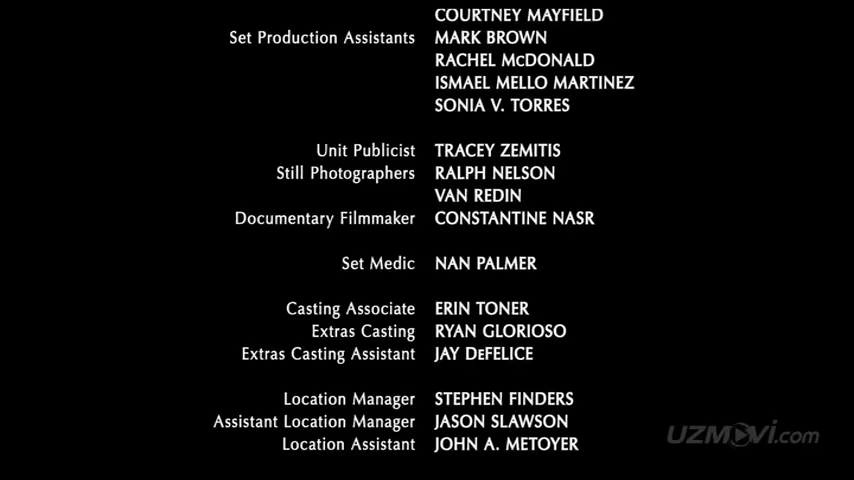 COURTNEY MAYFIELD
Set Production Assistants MARK BROWN
RACHEL McDONALD
ISMAEL MELLO MARTINEZ
SONIA V. TORRES
Unit Publicist TRACEY ZEMITIS
Still Photographers RALPH NELSON
VAN REDIN
Documentary Filmmaker CONSTANTINE NASR
Set Medic NAN PALMER
Casting Associate ERIN TONER
Extras Casting RYAN GLORIOSO
Extras Casting Assistant JAY DeFELICE
Location Manager STEPHEN FINDERS
Assistant Location Manager JASON SLAWSON
Location Assistant JOHN A. METOYER
UZMOVi.com